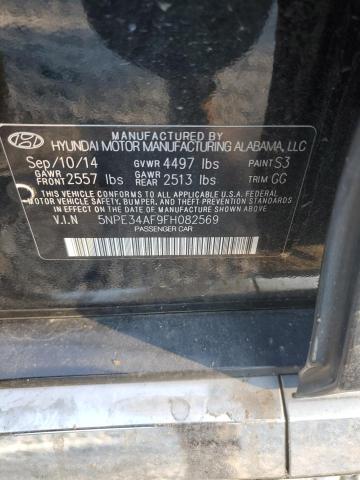 MANUFACTURED BY
HYUNDAI MOTOR MANUFACTURING ALABAMA, LLC
Sep/10/14 GVWR 4497 lbs PAINT S3
GAWR FRONT 2557 lbs GAWR REAR 2513 lbs TRIM GG
THIS VEHICLE CONFORMS TO ALL APPLICABLE U.S.A. FEDERAL
MOTOR VEHICLE SAFETY, BUMPER, AND THEFT PREVENTION STANDARDS
IN EFFECT ON THE DATE OF MANUFACTURE SHOWN ABOVE.
V.I.N 5NPE34AF9FH082569
PASSENGER CAR